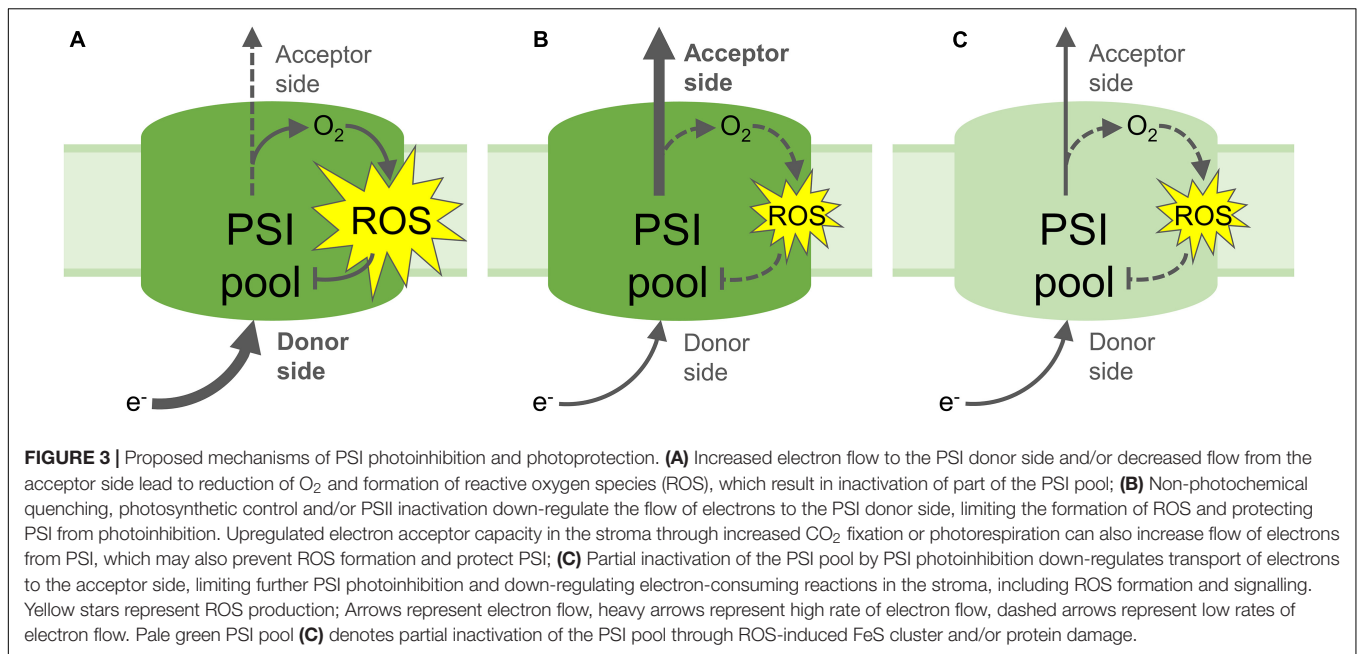 A
Acceptor
side
O2
ROS
PSI
pool
Donor
side
e-
B
Acceptor
side
O2
ROS
PSI
pool
Donor
side
e-
C
Acceptor
side
O2
ROS
PSI
pool
Donor
side
e-
FIGURE 3 | Proposed mechanisms of PSI photoinhibition and photoprotection. (A) Increased electron flow to the PSI donor side and/or decreased flow from the
acceptor side lead to reduction of O2 and formation of reactive oxygen species (ROS), which result in inactivation of part of the PSI pool; (B) Non-photochemical
quenching, photosynthetic control and/or PSII inactivation down-regulate the flow of electrons to the PSI donor side, limiting the formation of ROS and protecting
PSI from photoinhibition. Upregulated electron acceptor capacity in the stroma through increased CO2 fixation or photorespiration can also increase flow of electrons
from PSI, which may also prevent ROS formation and protect PSI; (C) Partial inactivation of the PSI pool by PSI photoinhibition down-regulates transport of electrons
to the acceptor side, limiting further PSI photoinhibition and down-regulating electron-consuming reactions in the stroma, including ROS formation and signalling.
Yellow stars represent ROS production; Arrows represent electron flow, heavy arrows represent high rate of electron flow, dashed arrows represent low rates of
electron flow. Pale green PSI pool (C) denotes partial inactivation of the PSI pool through ROS-induced FeS cluster and/or protein damage.